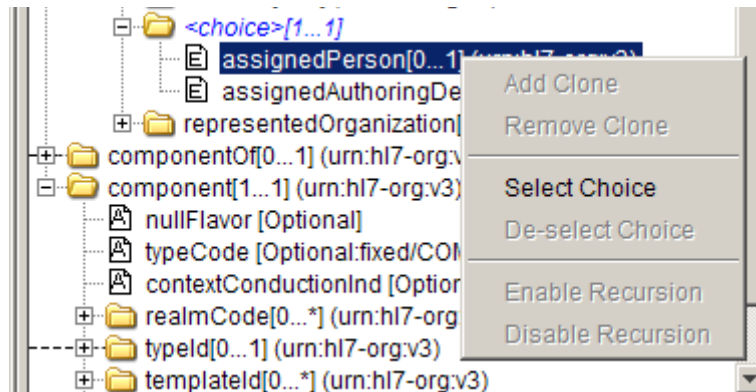 <choice>[1...1]
E assignedPerson[0...1] (urn:hl7-org:v3)
Add Clone
E assignedAuthoringDe
Remove Clone
representedOrganization[
componentOf[0...1] (urn:hl7-org:v
component[1...1] (urn:hl7-org:v3)
Select Choice
A nullFlavor [Optional]
De-select Choice
A typeCode [Optional:fixed/COM
A contextConductionInd [Option
Enable Recursion
realmCode[0...*] (urn:hl7-org
Disable Recursion
typeId[0...1] (urn:hl7-org:v3)
templateId[0...*] (urn:hl7-org:v3)